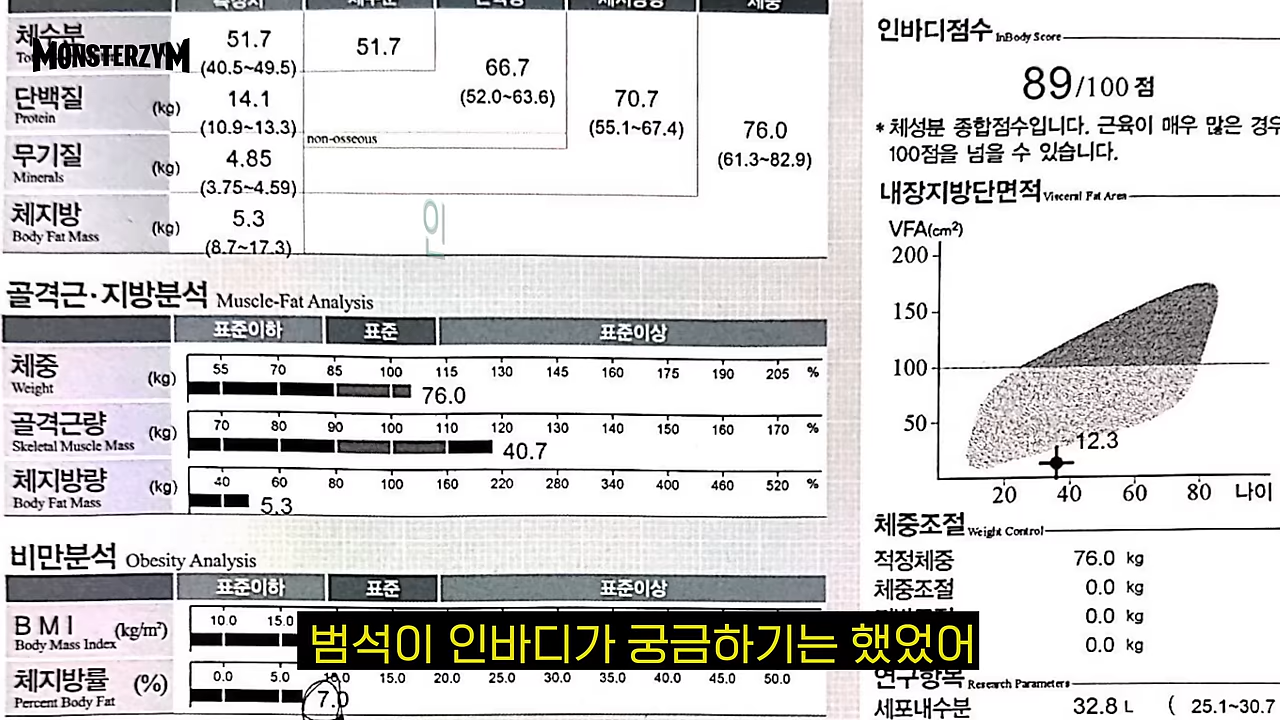 체수분
MONSTERZYM
51.7
(40.5~49.5)
51.7
66.7
(52.0~63.6)
70.7
(55.1~67.4)
76.0
(61.3~82.9)
단백질
Protein
(kg)
14.1
(10.9~13.3)
non-osseous
무기질
Minerals
(kg)
4.85
(3.75~4.59)
체지방
Body Fat Mass
(kg)
5.3
(8.7~17.3)
골격근·지방분석 Muscle-Fat Analysis
표준이하 표준 표준이상
체중
Weight
(kg)
55 70 85 100 115 130 145 160 175 190 205 %
76.0
골격근량
Skeletal Muscle Mass
(kg)
70 80 90 100 110 120 130 140 150 160 170 %
40.7
체지방량
Body Fat Mass
(kg)
40 60 80 100 160 220 280 340 400 460 520 %
5.3
비만분석 Obesity Analysis
표준이하 표준 표준이상
BMI
Body Mass Index
(kg/m²)
10.0 15.0
체지방률
Percent Body Fat
(%)
0.0 5.0 10.0 15.0 20.0 25.0 30.0 35.0 40.0 45.0 50.0
7.0
인바디점수 InBody Score
89/100 점
* 체성분 종합점수입니다. 근육이 매우 많은 경우
100점을 넘을 수 있습니다.
내장지방단면적 Visceral Fat Area
VFA(cm²)
200
150
100
50
12.3
20 40 60 80 나이
체중조절 Weight Control
적정체중 76.0 kg
체중조절 0.0 kg
0.0 kg
0.0 kg
연구항목 Research Parameters
세포내수분 32.8 L ( 25.1~30.7
범석이 인바디가 궁금하기는 했었어